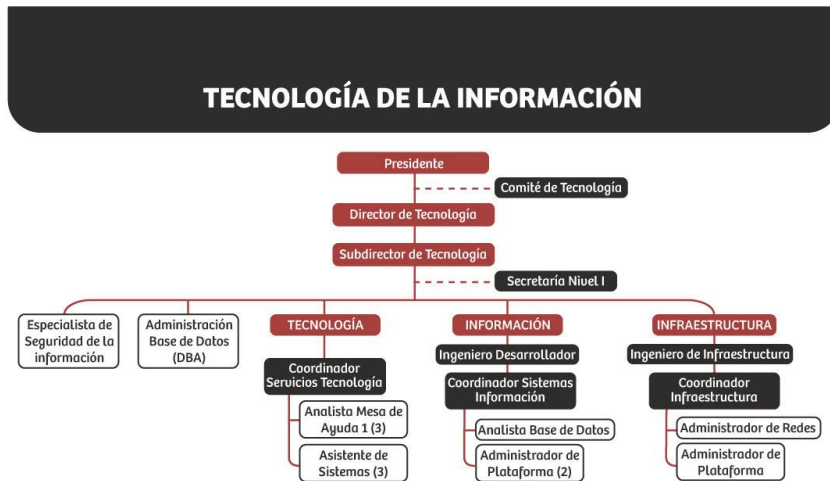 TECNOLOGÍA DE LA INFORMACIÓN
Presidente
Comité de Tecnología
Director de Tecnología
Subdirector de Tecnología
Secretaría Nivel I
Especialista de
Seguridad de la
información
Administración
Base de Datos
(DBA)
TECNOLOGÍA
Coordinador
Servicios Tecnología
Analista Mesa de
Ayuda 1 (3)
Asistente de
Sistemas (3)
INFORMACIÓN
Ingeniero Desarrollador
Coordinador Sistemas
Información
Analista Base de Datos
Administrador de
Plataforma (2)
INFRAESTRUCTURA
Ingeniero de Infraestructura
Coordinador
Infraestructura
Administrador de Redes
Administrador de
Plataforma